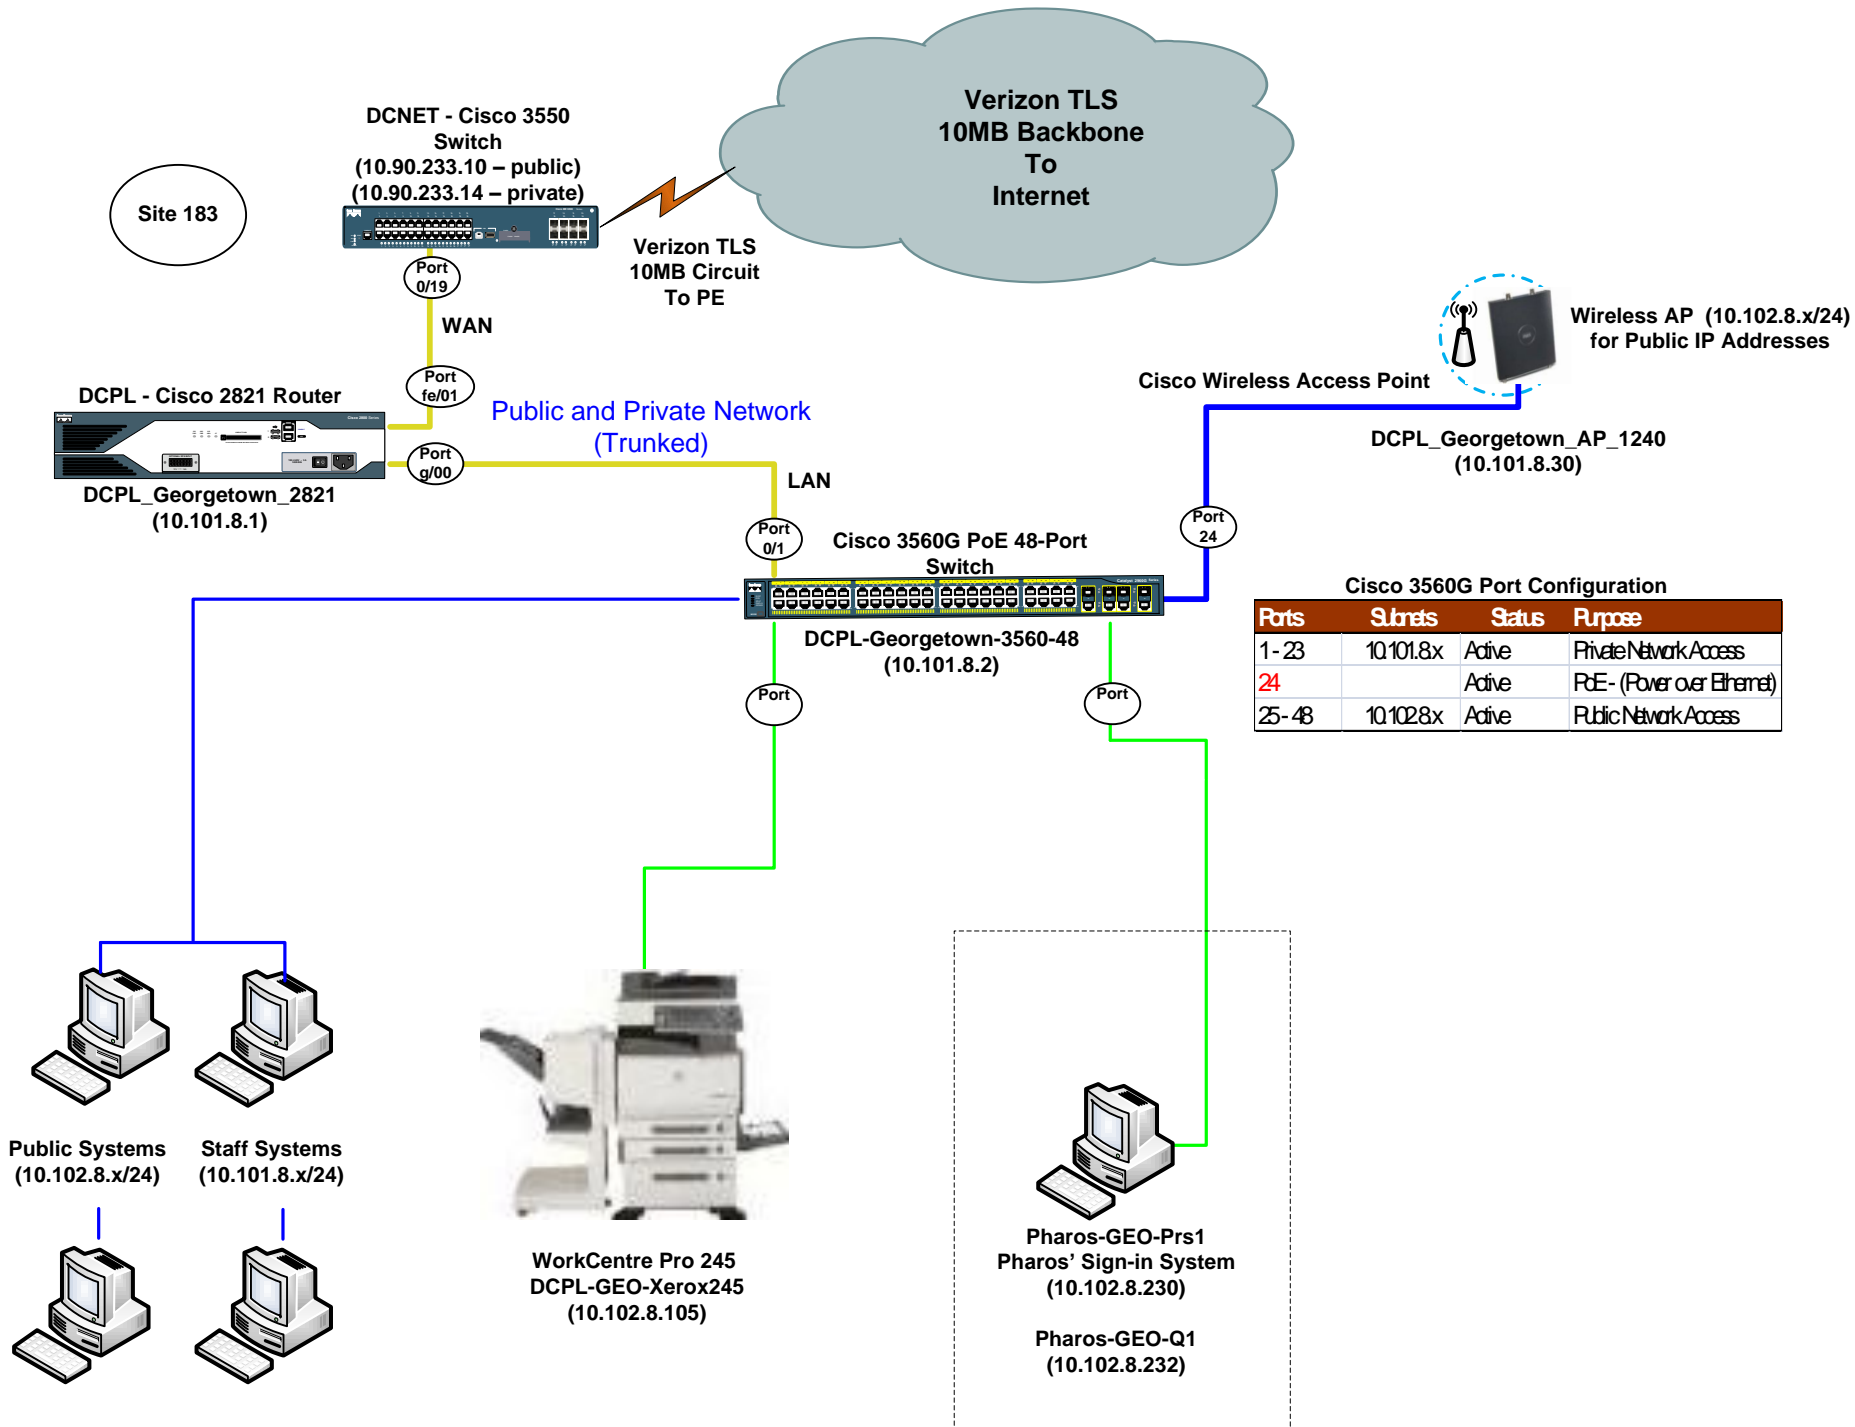 Verizon TLS
10MB Backbone
To
Internet
DCNET - Cisco 3550
Switch
(10.90.233.10 – public)
(10.90.233.14 – private)
Site 183
Verizon TLS
10MB Circuit
To PE
Port
0/19
WAN
Port
fe/01
DCPL - Cisco 2821 Router
Public and Private Network
(Trunked)
Port
g/00
DCPL_Georgetown_2821
(10.101.8.1)
LAN
Port
0/1
Wireless AP (10.102.8.x/24)
for Public IP Addresses
Cisco Wireless Access Point
DCPL_Georgetown_AP_1240
(10.101.8.30)
Port
24
Cisco 3560G PoE 48-Port
Switch
DCPL-Georgetown-3560-48
(10.101.8.2)
Cisco 3560G Port Configuration
Ports Subnets Status Purpose
1 - 23 10.101.8.x Active Private Network Access
24 Active PoE - (Power over Ethernet)
25 - 48 10.102.8.x Active Public Network Access
Port
Port
Public Systems
(10.102.8.x/24)
Staff Systems
(10.101.8.x/24)
WorkCentre Pro 245
DCPL-GEO-Xerox245
(10.102.8.105)
Pharos-GEO-Prs1
Pharos’ Sign-in System
(10.102.8.230)
Pharos-GEO-Q1
(10.102.8.232)